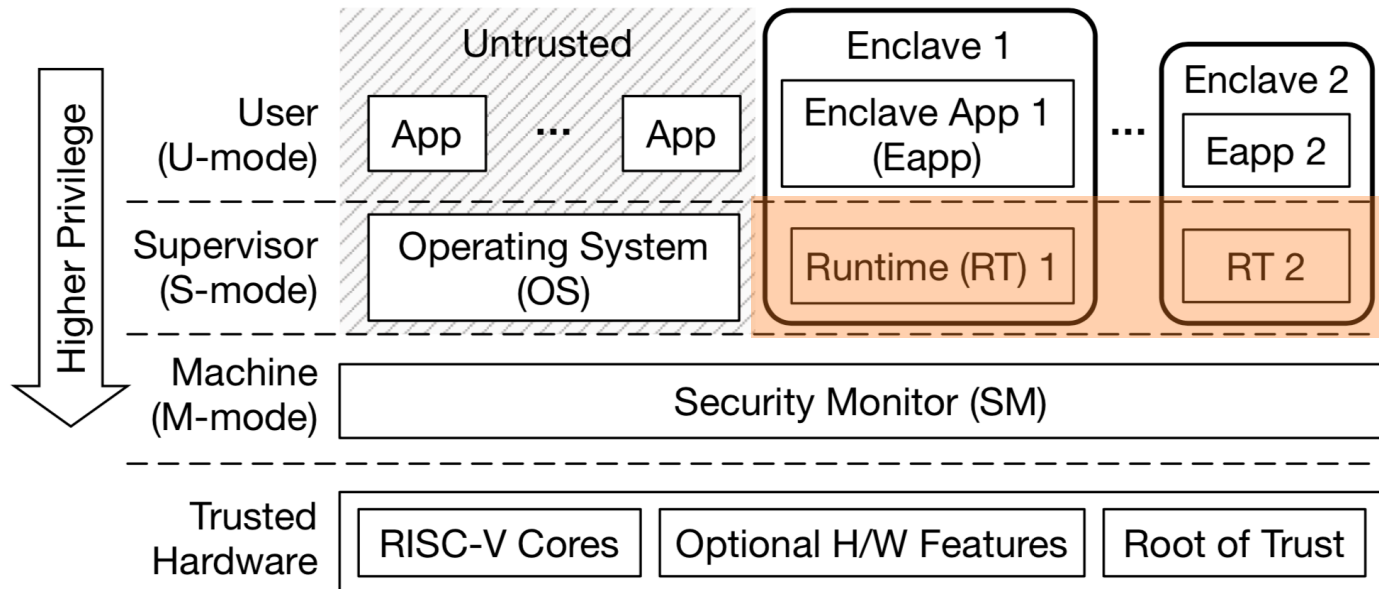 Higher Privilege
Untrusted
Enclave 1
Enclave 2
User
(U-mode)
App
...
App
Enclave App 1
(Eapp)
...
Eapp 2
Supervisor
(S-mode)
Operating System
(OS)
Runtime (RT) 1
RT 2
Machine
(M-mode)
Security Monitor (SM)
Trusted
Hardware
RISC-V Cores
Optional H/W Features
Root of Trust